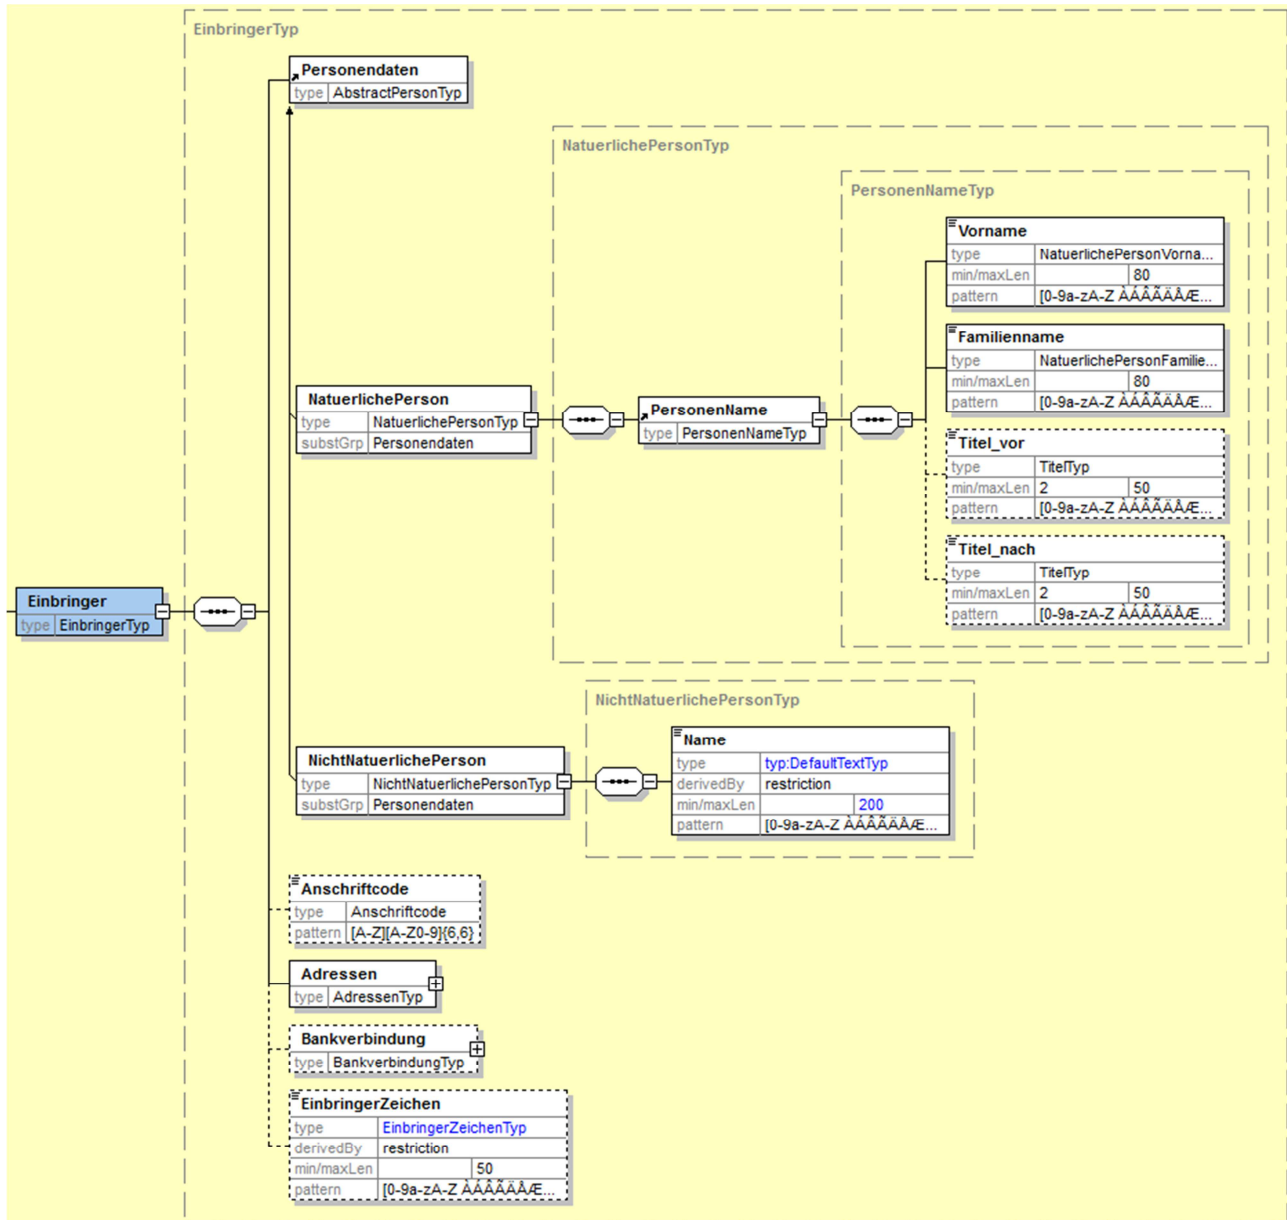 EinbringerTyp
Personendaten
type AbstractPersonTyp
NatuerlichePersonTyp
PersonenNameTyp
Vorname
type NatuerlichePersonVorna...
min/maxLen 80
pattern [0-9a-zA-Z ÀÁÂÃÄÅÆ...
Familienname
type NatuerlichePersonFamilie...
min/maxLen 80
pattern [0-9a-zA-Z ÀÁÂÃÄÅÆ...
Titel_vor
type TitelTyp
min/maxLen 2 50
pattern [0-9a-zA-Z ÀÁÂÃÄÅÆ...
Titel_nach
type TitelTyp
min/maxLen 2 50
pattern [0-9a-zA-Z ÀÁÂÃÄÅÆ...
NatuerlichePerson
type NatuerlichePersonTyp
substGrp Personendaten
PersonenName
type PersonenNameTyp
Einbringer
type EinbringerTyp
NichtNatuerlichePersonTyp
Name
type typ:DefaultTextTyp
derivedBy restriction
min/maxLen 200
pattern [0-9a-zA-Z ÀÁÂÃÄÅÆ...
NichtNatuerlichePerson
type NichtNatuerlichePersonTyp
substGrp Personendaten
Anschriftcode
type Anschriftcode
pattern [A-Z][A-Z0-9]{6,6}
Adressen
type AdressenTyp
Bankverbindung
type BankverbindungTyp
EinbringerZeichen
type EinbringerZeichenTyp
derivedBy restriction
min/maxLen 50
pattern [0-9a-zA-Z ÀÁÂÃÄÅÆ...